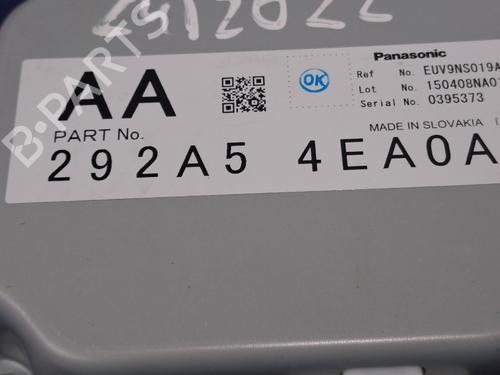 AA
OK
Panasonic
Ref No. EUV9NS019A
Lot No. 150408NA0
Serial No. 0395373
MADE IN SLOVAKIA
PART No.
292A5 4EA0A
B-PARTS